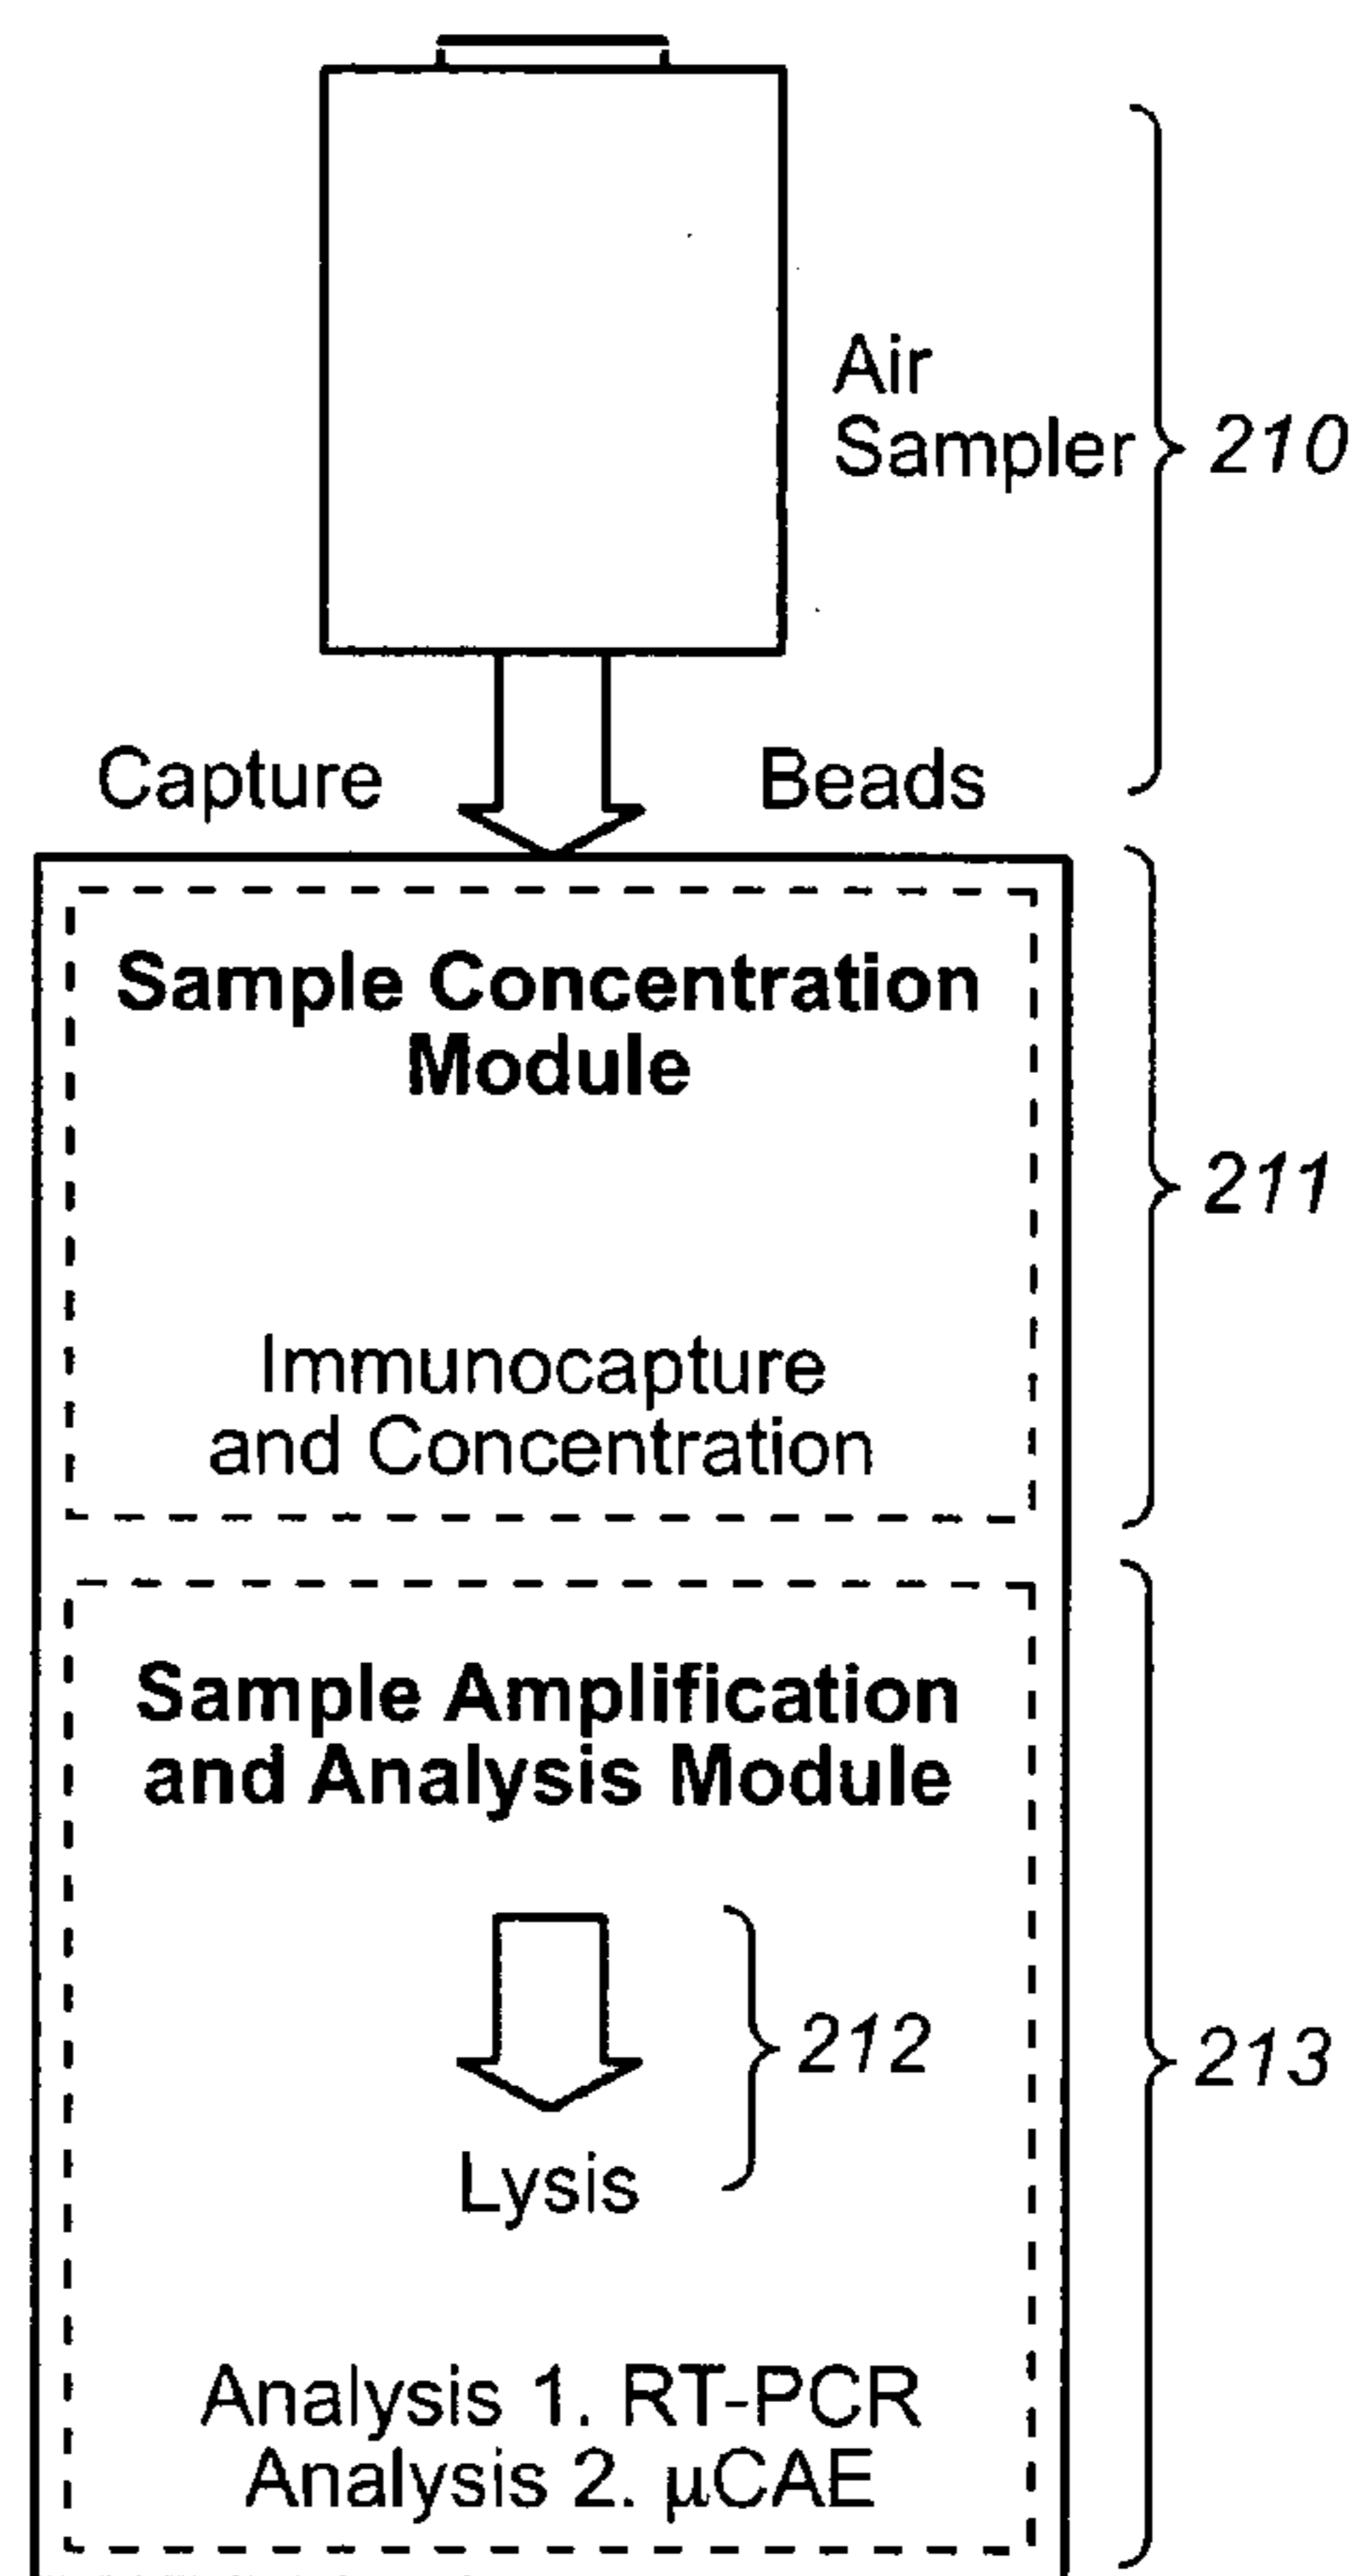 Air
Sampler
210
Capture
Beads
Sample Concentration
Module
211
Immunocapture
and Concentration
Sample Amplification
and Analysis Module
212
213
Lysis
Analysis 1. RT-PCR
Analysis 2. µCAE